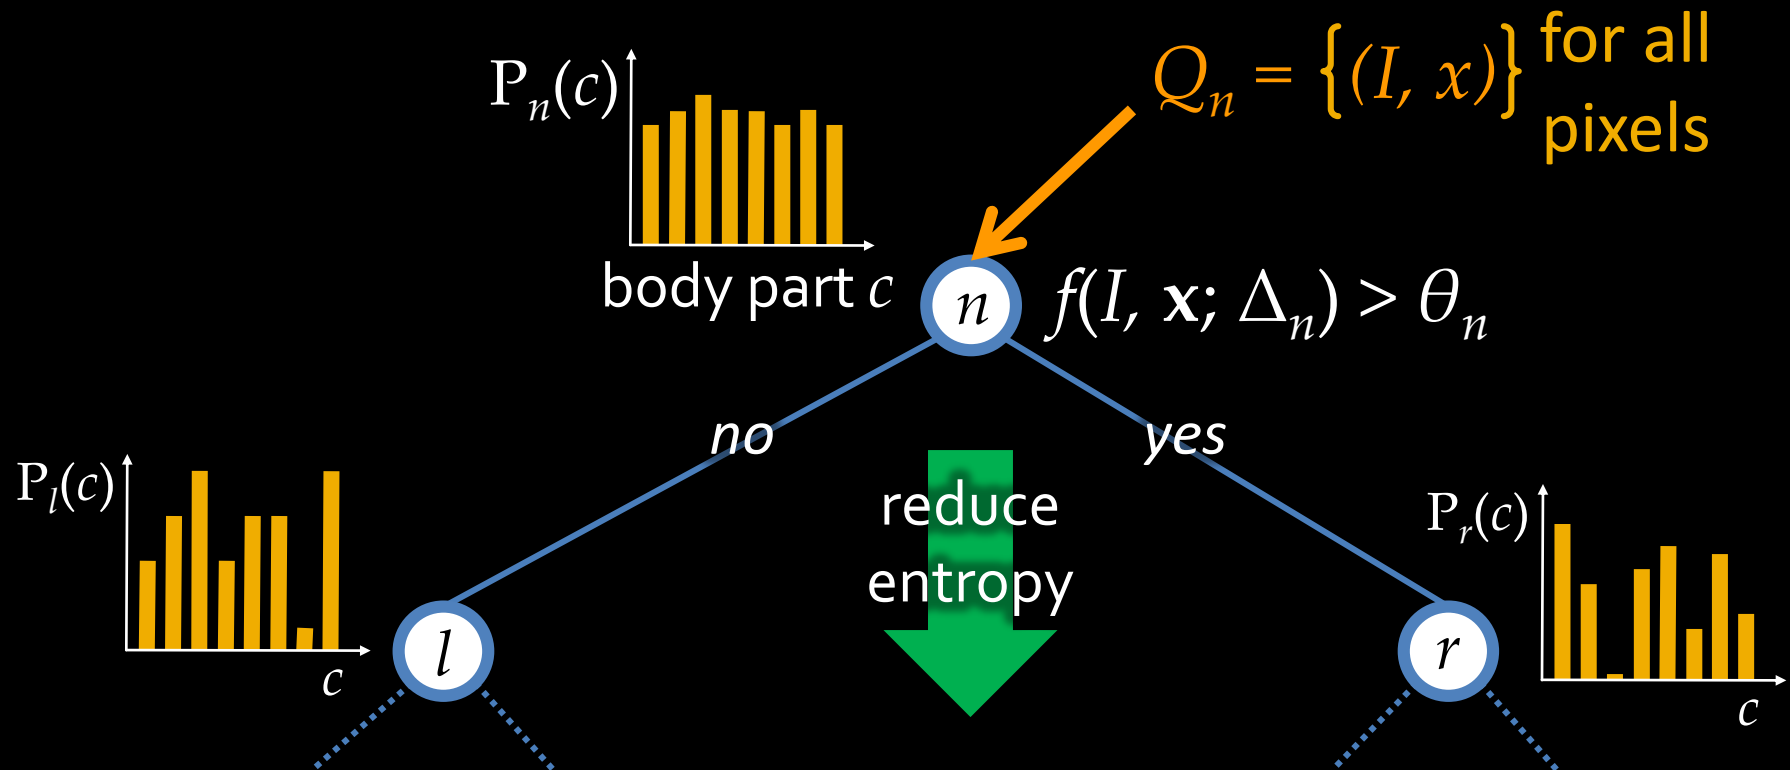 Qₙ = {(I, x)} for all pixels
Pₙ(c)
body part c
n
f(I, x; Δₙ) > θₙ
no
yes
reduce
entropy
Pₗ(c)
c
l
Pᵣ(c)
c
r